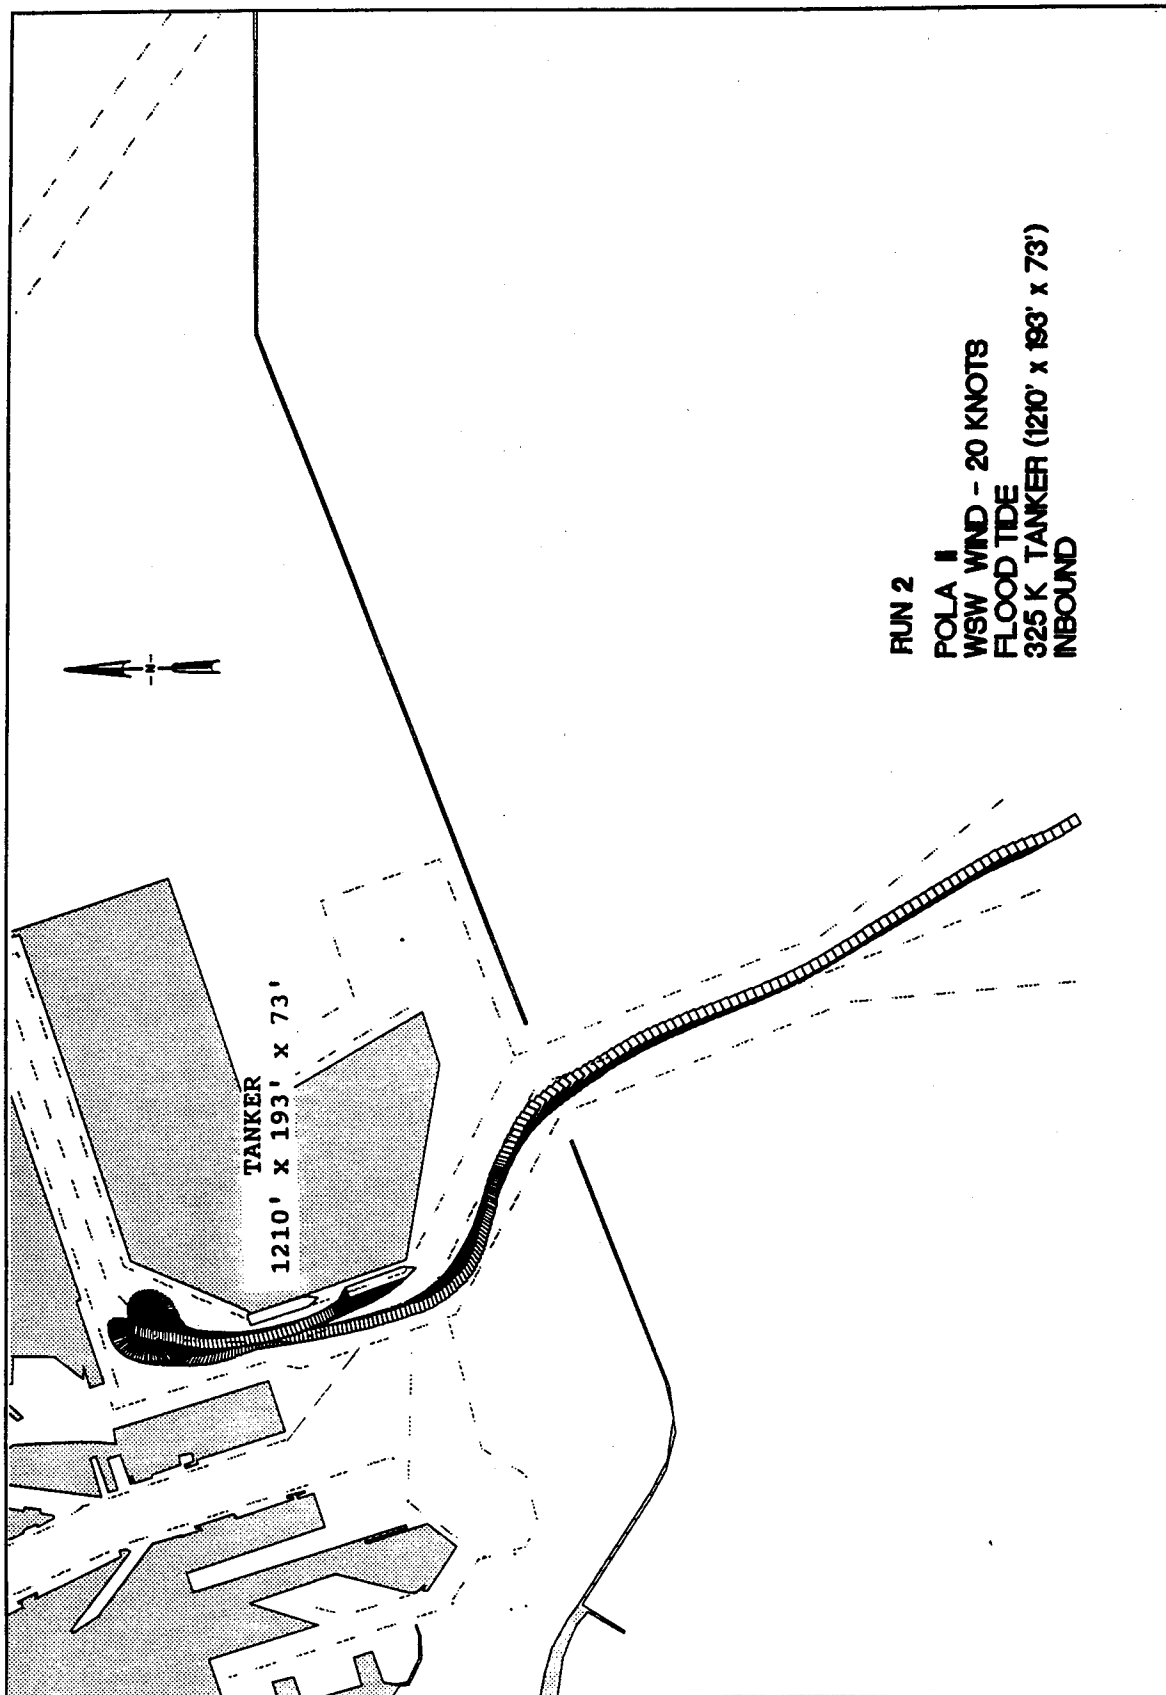 -N-
TANKER
1210' x 193' x 73'
RUN 2
POLA II
WSW WIND - 20 KNOTS
FLOOD TIDE
325 K TANKER (1210' x 193' x 73')
INBOUND